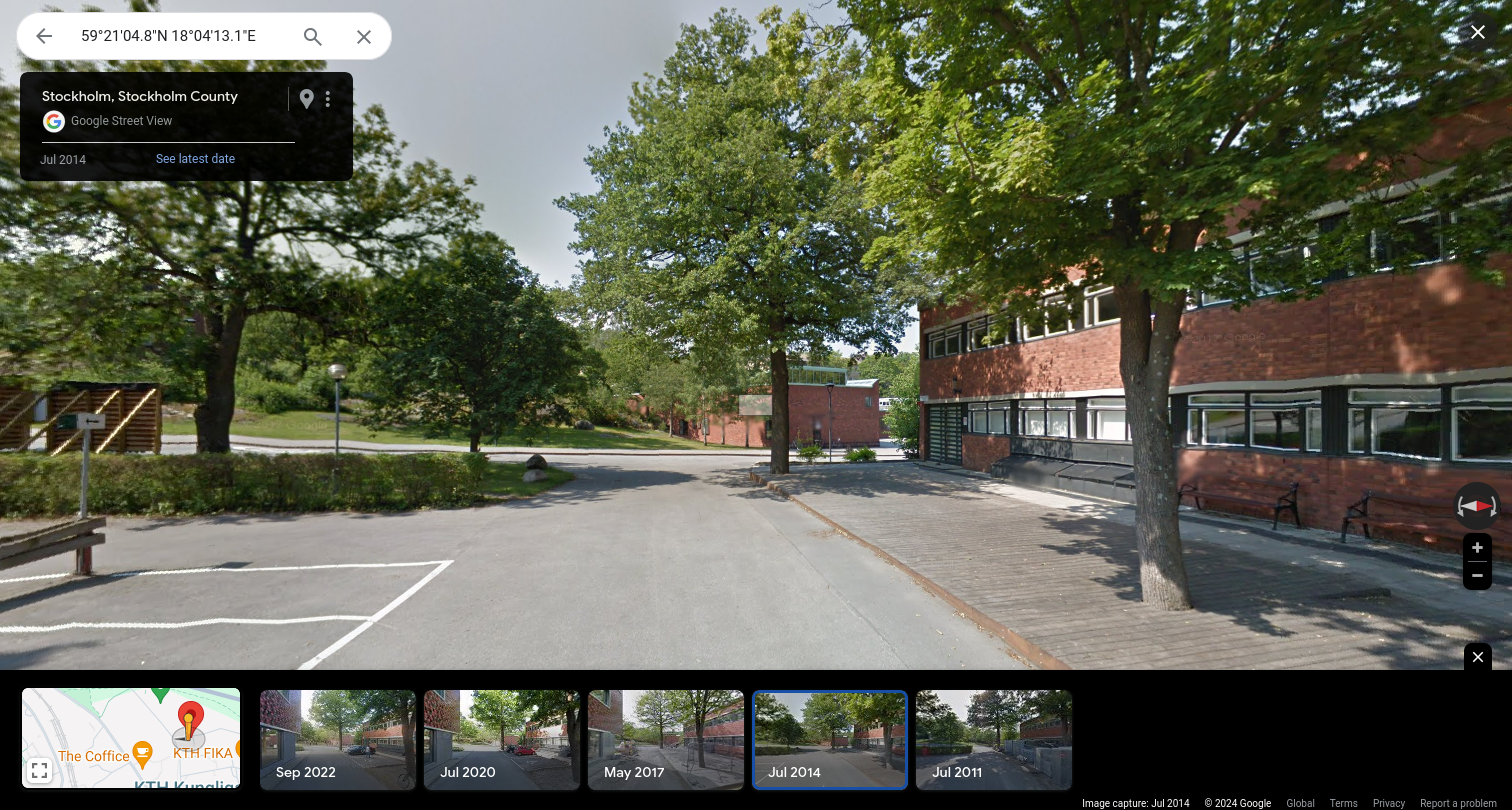 59°21'04.8"N 18°04'13.1"E
Stockholm, Stockholm County
Google Street View
Jul 2014
See latest date
The Coffice
KTH FIKA
Sep 2022
Jul 2020
May 2017
Jul 2014
Jul 2011
Image capture: Jul 2014 © 2024 Google Global Terms Privacy Report a problem